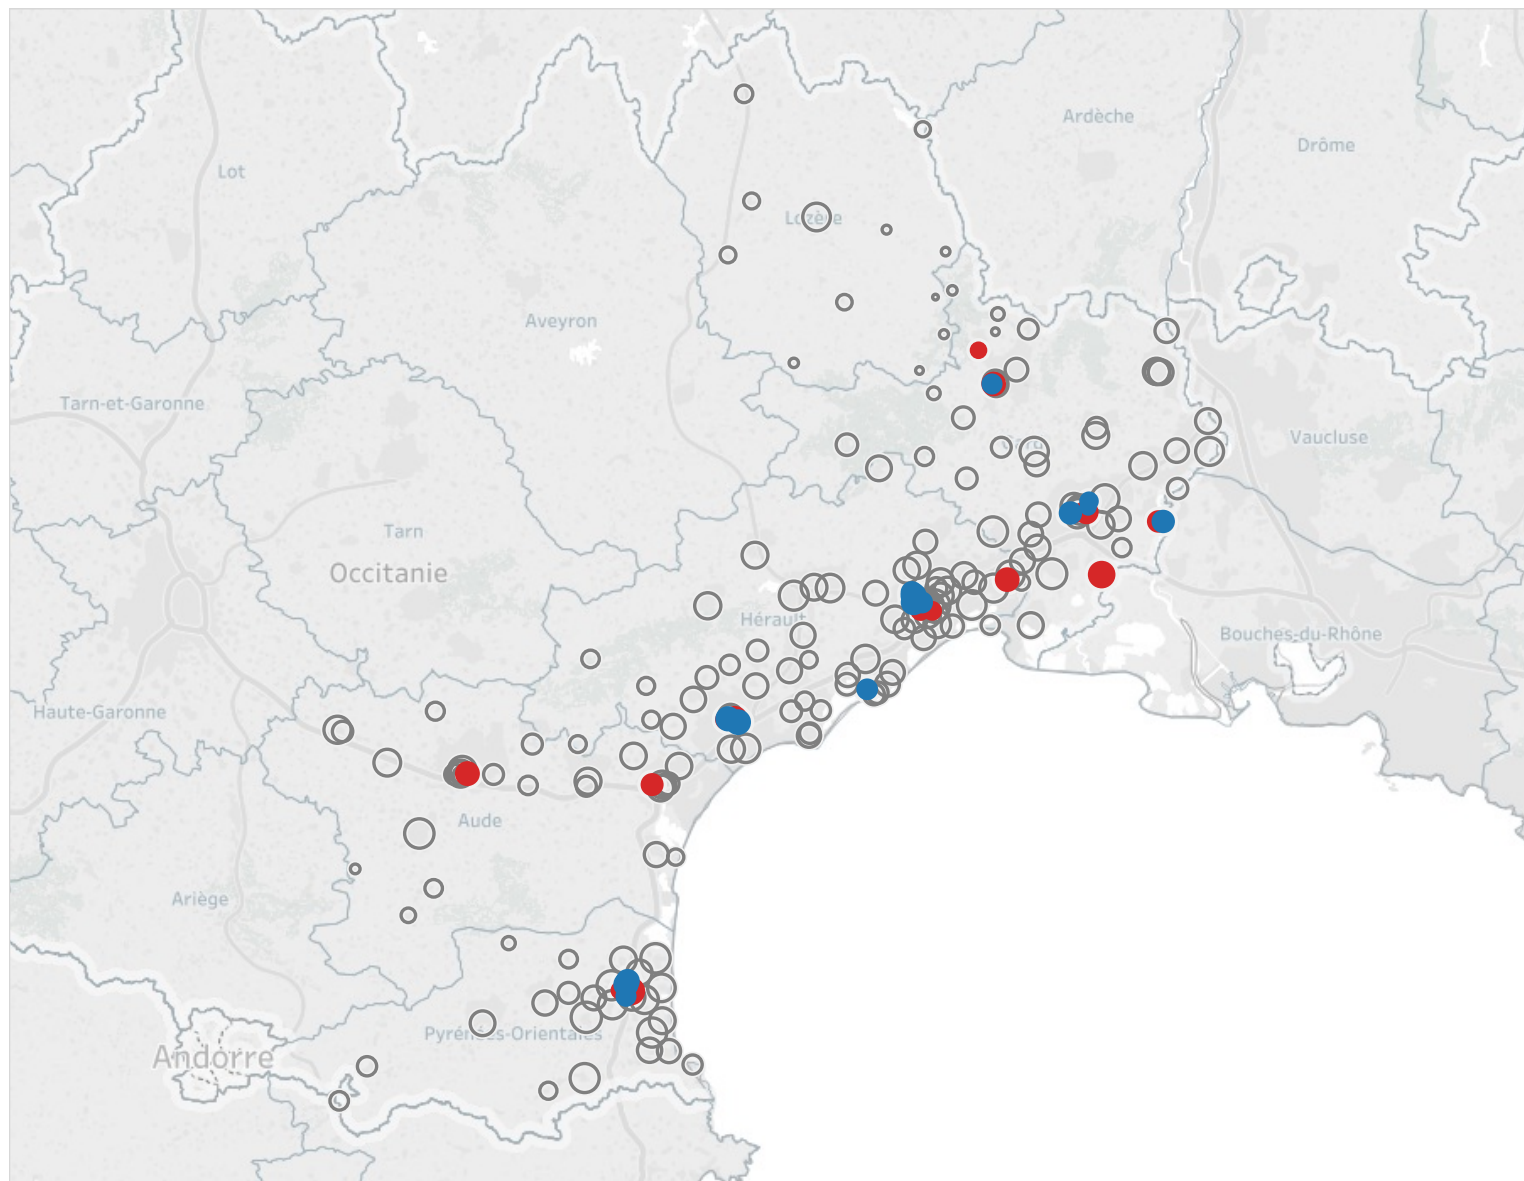 Ardèche
Drôme
Lot
Lozère
Aveyron
Tarn-et-Garonne
Vaucluse
Gard
Tarn
Occitanie
Hérault
Bouches-du-Rhône
Haute-Garonne
Aude
Ariège
Pyrénées-Orientales
Andorre